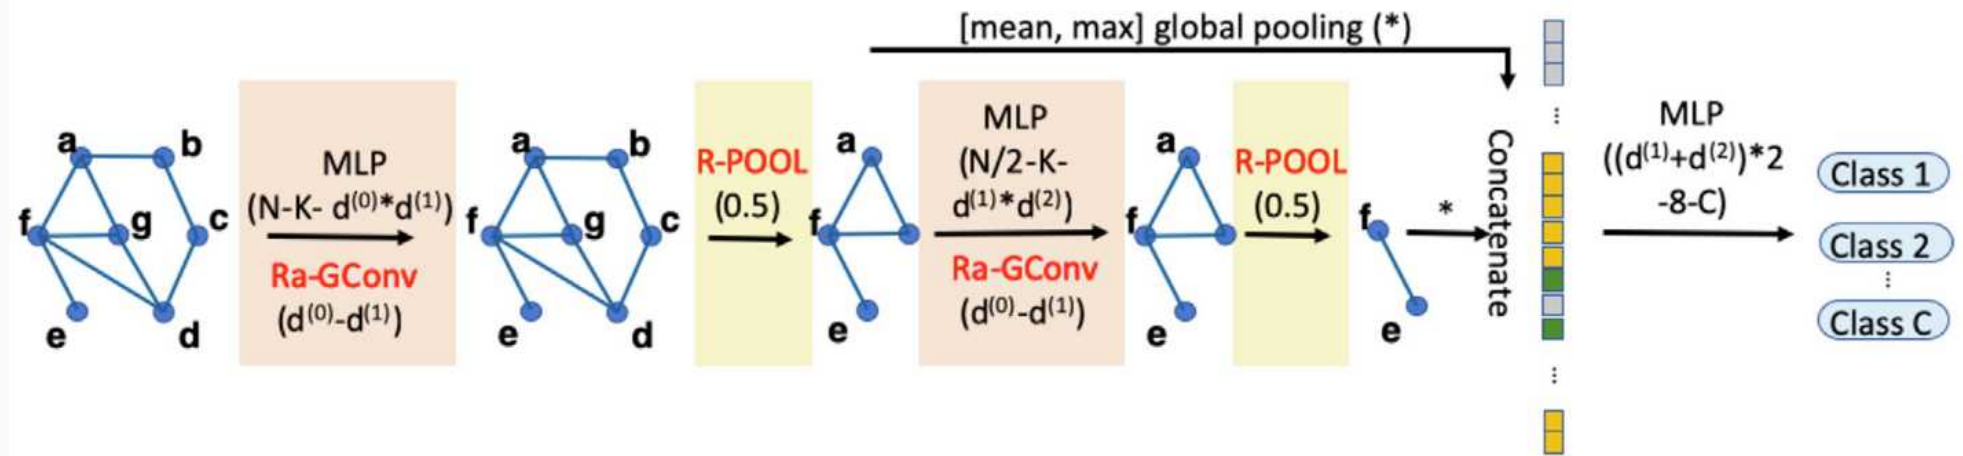 [mean, max] global pooling (*)
a
b
c
d
e
f
g
MLP
(N-K- d⁽⁰⁾*d⁽¹⁾)
Ra-GConv
(d⁽⁰⁾-d⁽¹⁾)
a
b
c
d
e
f
g
R-POOL
(0.5)
a
f
e
MLP
(N/2-K-
d⁽¹⁾*d⁽²⁾)
Ra-GConv
(d⁽⁰⁾-d⁽¹⁾)
a
f
e
R-POOL
(0.5)
f
e
*
Concatenate
...
...
MLP
((d⁽¹⁾+d⁽²⁾)*2
-8-C)
Class 1
Class 2
...
Class C